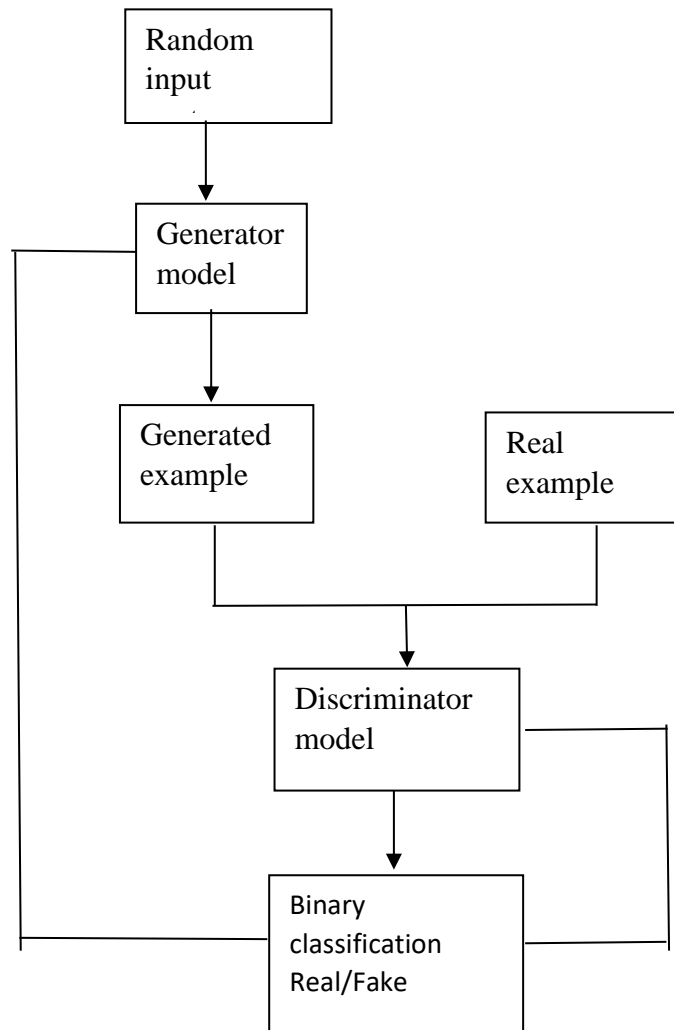 Random
input
Generator
model
Generated
example
Real
example
Discriminator
model
Binary
classification
Real/Fake